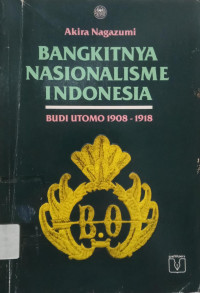 Akira Nagazumi
BANGKITNYA
NASIONALISME
INDONESIA
BUDI UTOMO 1908 - 1918
B.O